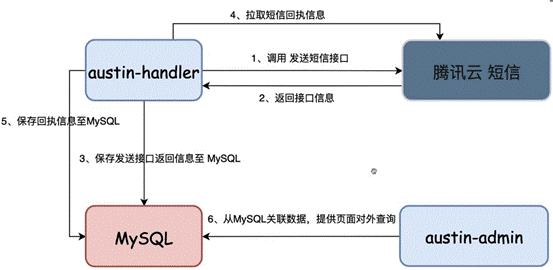 4、拉取短信回执信息
austin-handler
1、调用 发送短信接口
腾讯云 短信
2、返回接口信息
5、保存回执信息至MySQL
3、保存发送接口返回信息至 MySQL
6、从MySQL关联数据，提供页面对外查询
MySQL
austin-admin